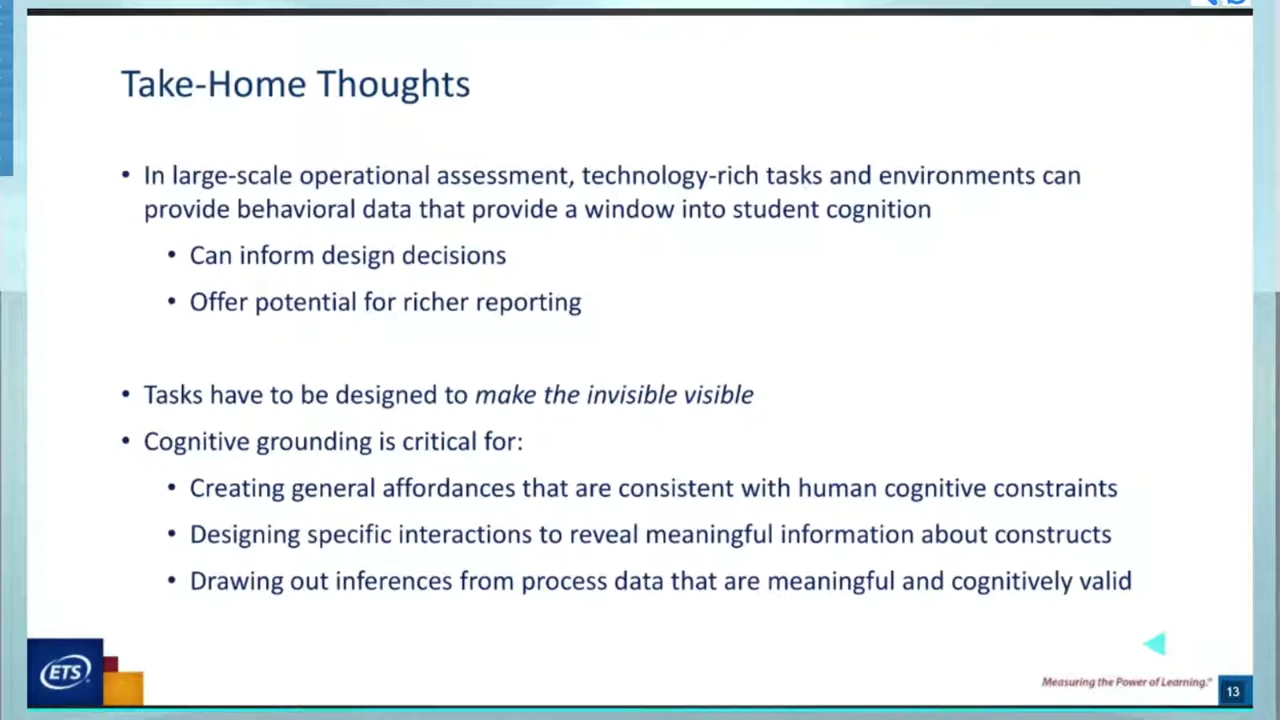 Take-Home Thoughts
• In large-scale operational assessment, technology-rich tasks and environments can
provide behavioral data that provide a window into student cognition
• Can inform design decisions
• Offer potential for richer reporting
• Tasks have to be designed to make the invisible visible
• Cognitive grounding is critical for:
• Creating general affordances that are consistent with human cognitive constraints
• Designing specific interactions to reveal meaningful information about constructs
• Drawing out inferences from process data that are meaningful and cognitively valid
ETS
Measuring the Power of Learning.™
13